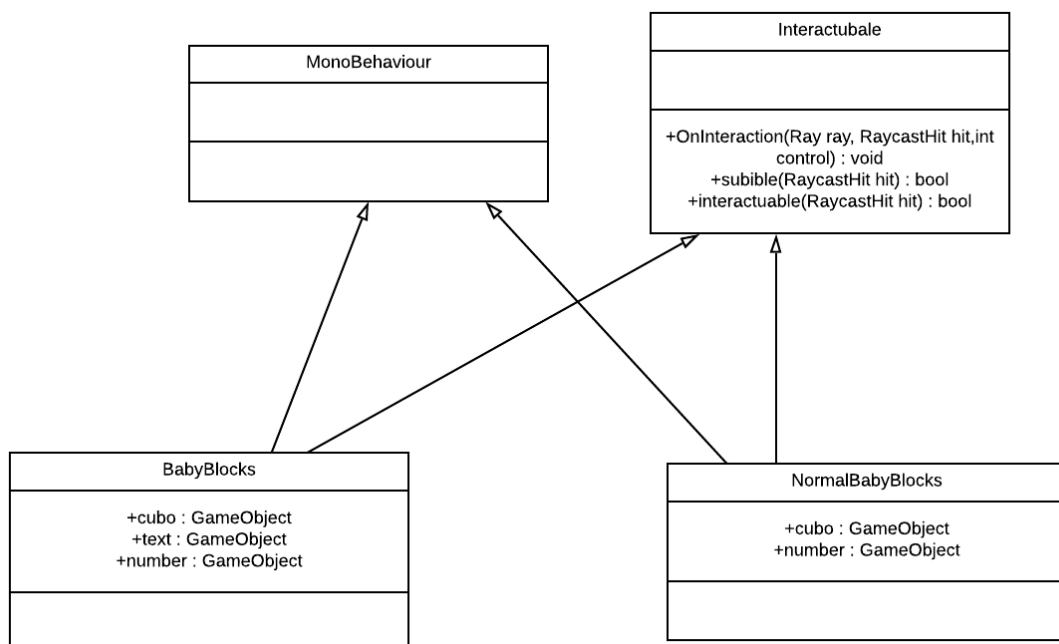 MonoBehaviour
Interactubale
+OnInteraction(Ray ray, RaycastHit hit,int
control) : void
+subible(RaycastHit hit) : bool
+interactuable(RaycastHit hit) : bool
BabyBlocks
+cubo : GameObject
+text : GameObject
+number : GameObject
NormalBabyBlocks
+cubo : GameObject
+number : GameObject